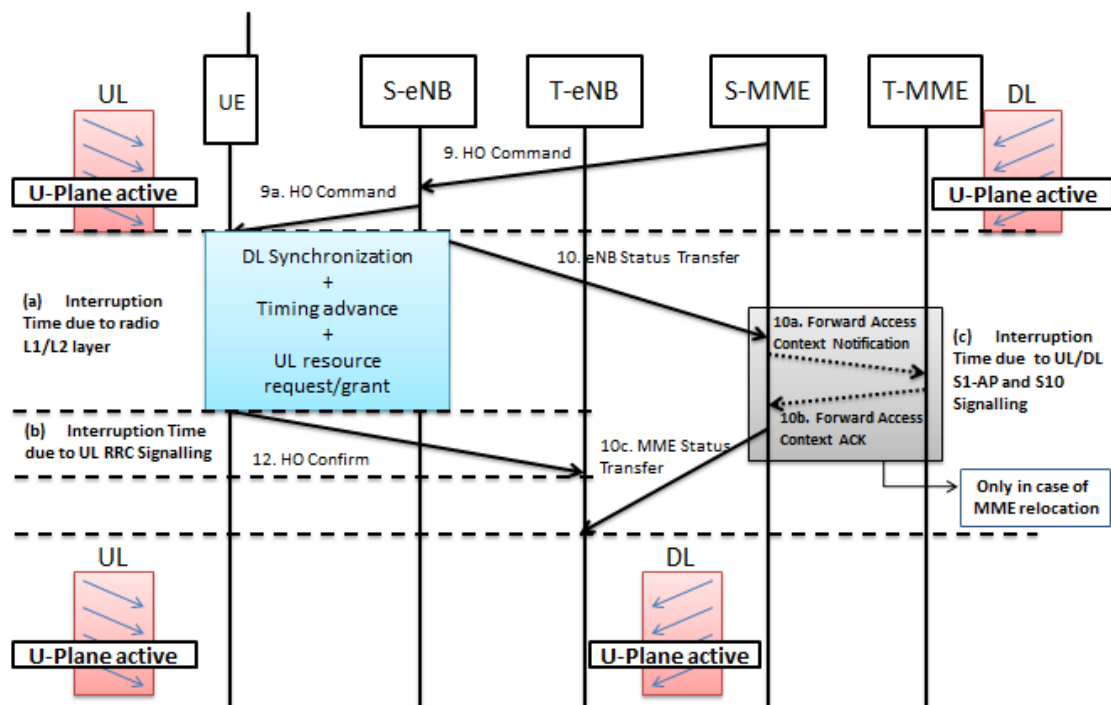 UL
UE
S-eNB
T-eNB
S-MME
T-MME
DL
U-Plane active
9. HO Command
9a. HO Command
U-Plane active
DL Synchronization
+
Timing advance
+
UL resource
request/grant
10. eNB Status Transfer
(a) Interruption
Time due to radio
L1/L2 layer
10a. Forward Access
Context Notification
(c) Interruption
Time due to UL/DL
S1-AP and S10
Signalling
10b. Forward Access
Context ACK
(b) Interruption Time
due to UL RRC Signalling
12. HO Confirm
10c. MME Status
Transfer
Only in case of
MME relocation
UL
U-Plane active
DL
U-Plane active